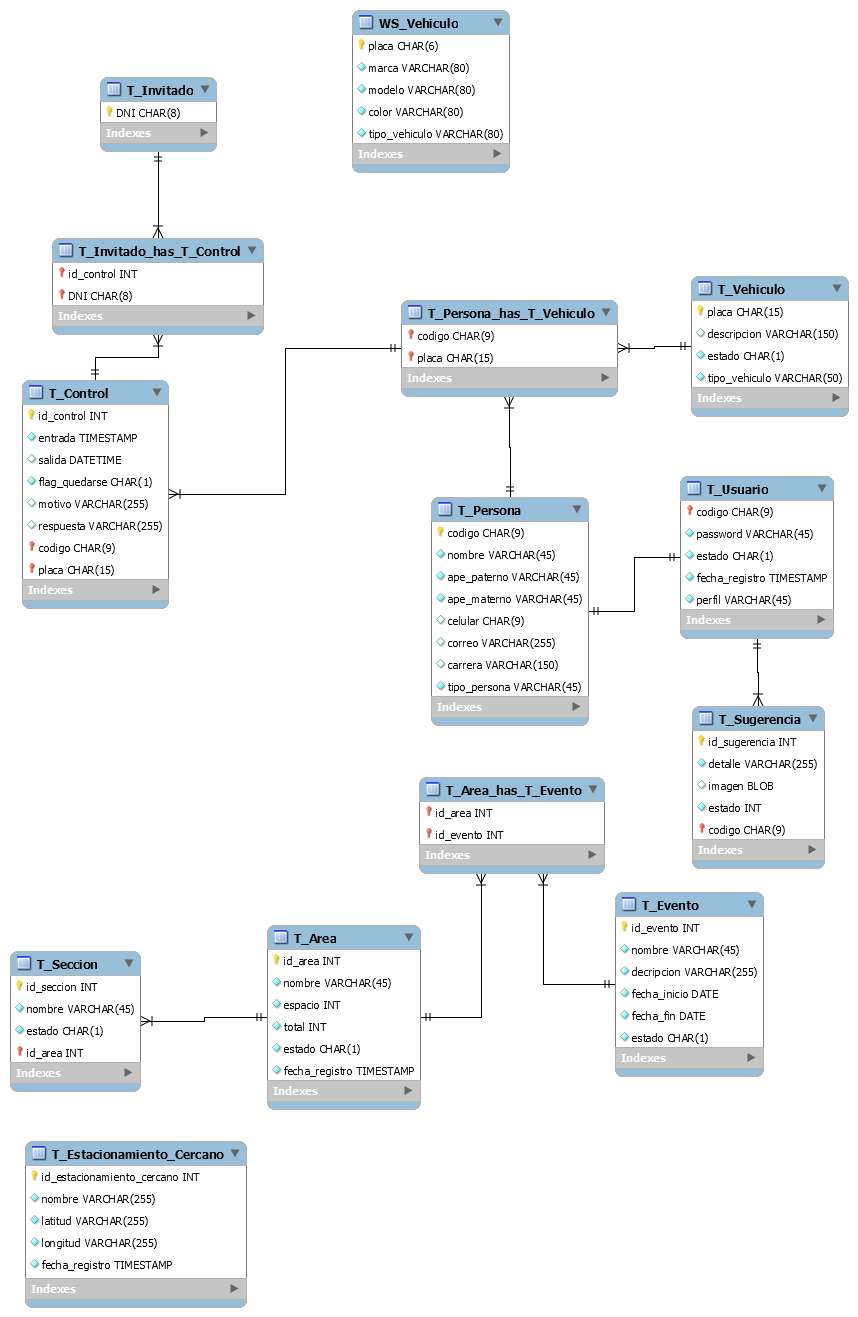 WS_Vehiculo
placa CHAR(6)
marca VARCHAR(80)
modelo VARCHAR(80)
color VARCHAR(80)
tipo_vehiculo VARCHAR(80)
Indexes
T_Invitado
DNI CHAR(8)
Indexes
T_Invitado_has_T_Control
id_control INT
DNI CHAR(8)
Indexes
T_Persona_has_T_Vehiculo
codigo CHAR(9)
placa CHAR(15)
Indexes
T_Vehiculo
placa CHAR(15)
descripcion VARCHAR(150)
estado CHAR(1)
tipo_vehiculo VARCHAR(50)
Indexes
T_Control
id_control INT
entrada TIMESTAMP
salida DATETIME
flag_quedarse CHAR(1)
motivo VARCHAR(255)
respuesta VARCHAR(255)
codigo CHAR(9)
placa CHAR(15)
Indexes
T_Persona
codigo CHAR(9)
nombre VARCHAR(45)
ape_paterno VARCHAR(45)
ape_materno VARCHAR(45)
celular CHAR(9)
correo VARCHAR(255)
carrera VARCHAR(150)
tipo_persona VARCHAR(45)
Indexes
T_Usuario
codigo CHAR(9)
password VARCHAR(45)
estado CHAR(1)
fecha_registro TIMESTAMP
perfil VARCHAR(45)
Indexes
T_Sugerencia
id_sugerencia INT
detalle VARCHAR(255)
imagen BLOB
estado INT
codigo CHAR(9)
Indexes
T_Area_has_T_Evento
id_area INT
id_evento INT
Indexes
T_Evento
id_evento INT
nombre VARCHAR(45)
decripcion VARCHAR(255)
fecha_inicio DATE
fecha_fin DATE
estado CHAR(1)
Indexes
T_Area
id_area INT
nombre VARCHAR(45)
espacio INT
total INT
estado CHAR(1)
fecha_registro TIMESTAMP
Indexes
T_Seccion
id_seccion INT
nombre VARCHAR(45)
estado CHAR(1)
id_area INT
Indexes
T_Estacionamiento_Cercano
id_estacionamiento_cercano INT
nombre VARCHAR(255)
latitud VARCHAR(255)
longitud VARCHAR(255)
fecha_registro TIMESTAMP
Indexes